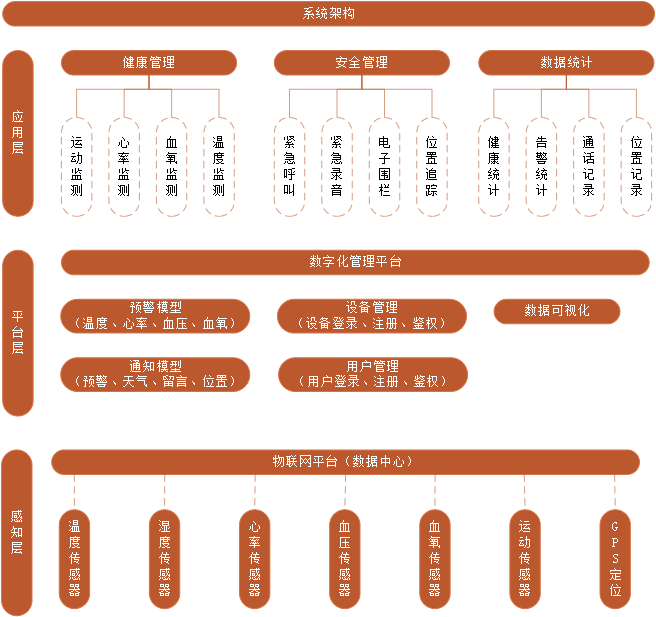 系统架构
应用层
健康管理
安全管理
数据统计
运动监测
心率监测
血氧监测
温度监测
紧急呼叫
紧急录音
电子围栏
位置追踪
健康统计
告警统计
通话记录
位置记录
平台层
数字化管理平台
预警模型
（温度、心率、血压、血氧）
设备管理
（设备登录、注册、鉴权）
数据可视化
通知模型
（预警、天气、留言、位置）
用户管理
（用户登录、注册、鉴权）
感知层
物联网平台（数据中心）
温度传感器
湿度传感器
心率传感器
血压传感器
血氧传感器
运动传感器
GPS定位